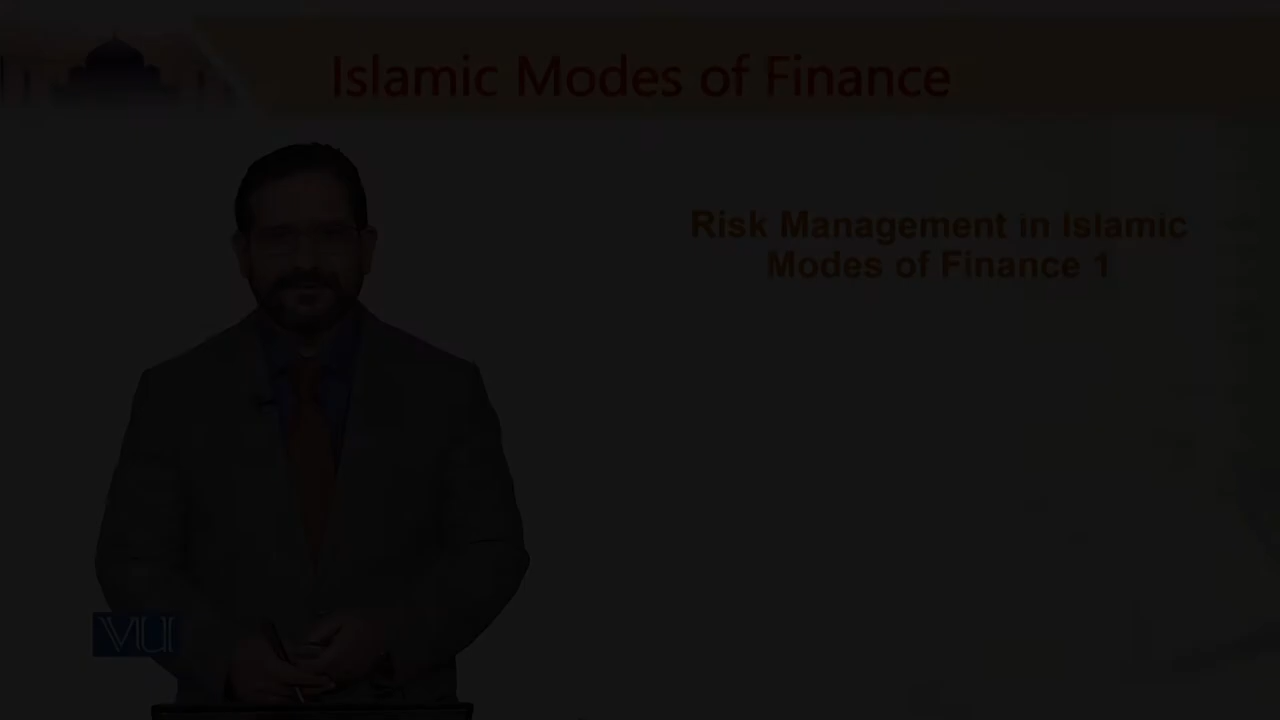 Islamic Modes of Finance
Risk Management in Islamic
Modes of Finance 1
VU